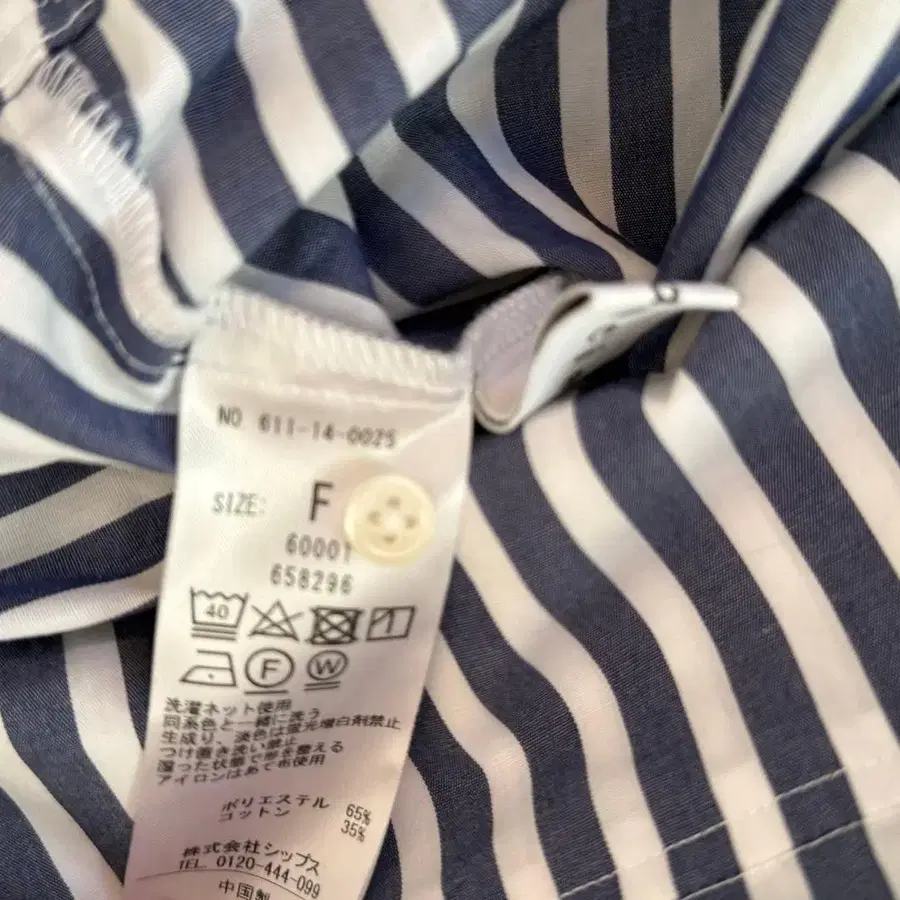 NO 611-14-0025
SIZE: F
60001
658296
40
F W
洗濯ネット使用
同系色と一緒に洗う
生成り、淡色は蛍光増白剤禁止
つけ置き洗い禁止
湿った状態で形を整える
アイロンはあて布使用
ポリエステル 65%
コットン 35%
株式会社シップス
TEL. 0120-444-099
中国製